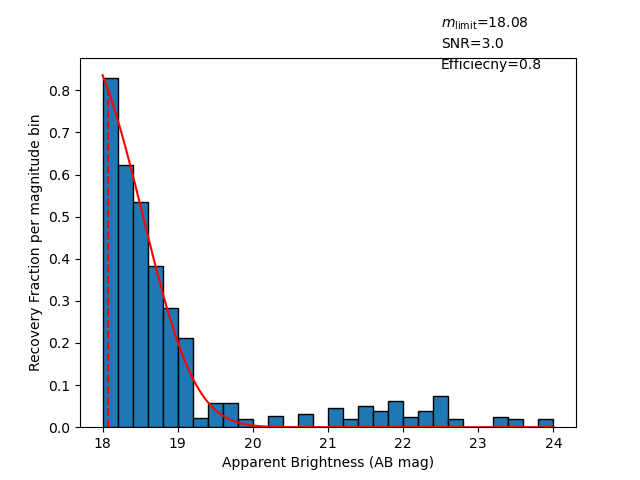 m_limit=18.08
SNR=3.0
Efficiecny=0.8
0.8
0.7
0.6
0.5
0.4
0.3
0.2
0.1
0.0
Recovery Fraction per magnitude bin
18 19 20 21 22 23 24
Apparent Brightness (AB mag)